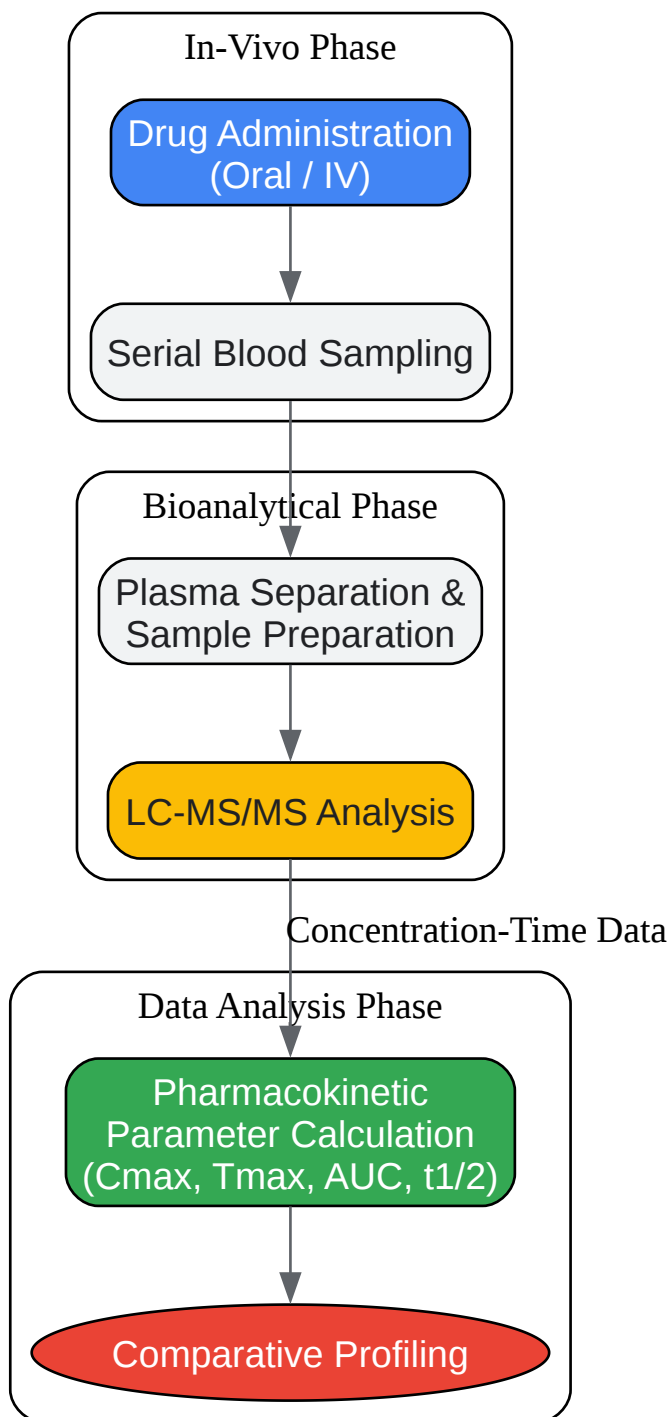 In-Vivo Phase
Drug Administration
(Oral / IV)
Serial Blood Sampling
Bioanalytical Phase
Plasma Separation &
Sample Preparation
LC-MS/MS Analysis
Concentration-Time Data
Data Analysis Phase
Pharmacokinetic
Parameter Calculation
(Cmax, Tmax, AUC, t1/2)
Comparative Profiling